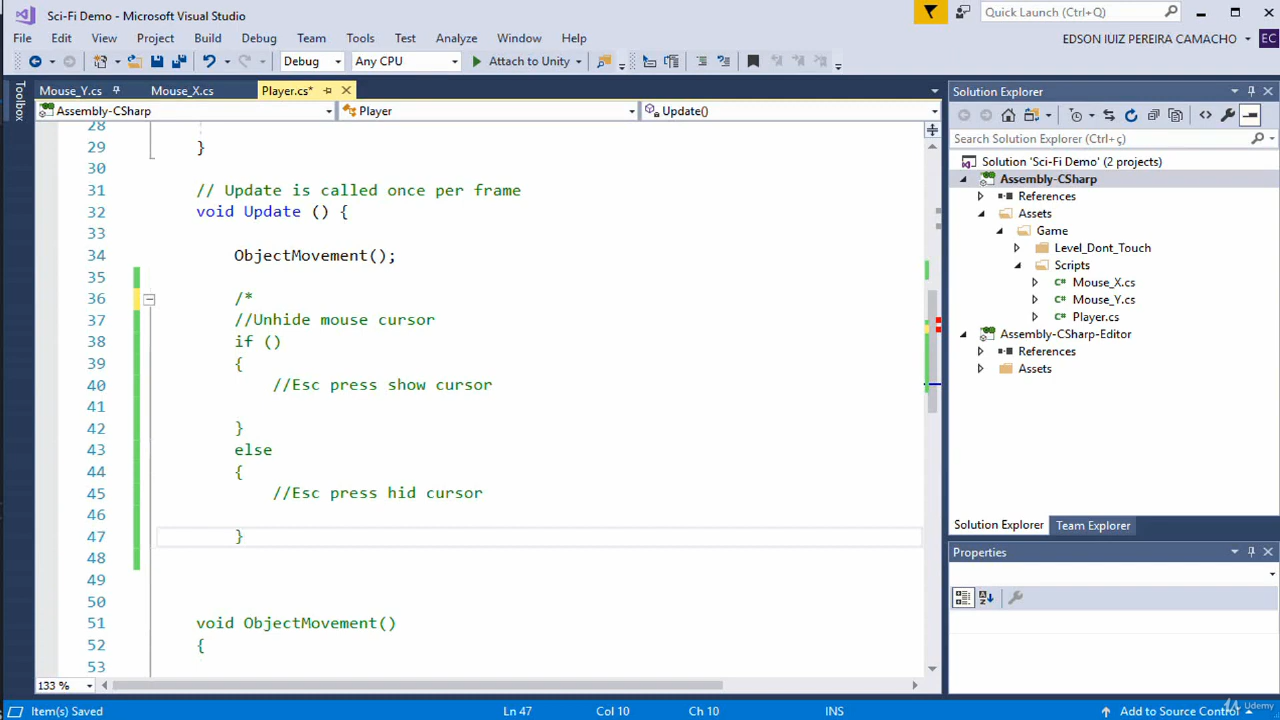 Sci-Fi Demo - Microsoft Visual Studio
Quick Launch (Ctrl+Q)
File Edit View Project Build Debug Team Tools Test Analyze Window Help
EDSON lUIZ PEREIRA CAMACHO
EC
Debug Any CPU Attach to Unity
Toolbox
Mouse_Y.cs Mouse_X.cs Player.cs*
Assembly-CSharp Player Update()
28
29 }
30
31 // Update is called once per frame
32 void Update () {
33
34 ObjectMovement();
35
36 /*
37 //Unhide mouse cursor
38 if ()
39 {
40 //Esc press show cursor
41
42 }
43 else
44 {
45 //Esc press hid cursor
46
47 }
48
49
50
51 void ObjectMovement()
52 {
53
133 %
Solution Explorer
Search Solution Explorer (Ctrl+ç)
Solution 'Sci-Fi Demo' (2 projects)
Assembly-CSharp
References
Assets
Game
Level_Dont_Touch
Scripts
C# Mouse_X.cs
C# Mouse_Y.cs
C# Player.cs
Assembly-CSharp-Editor
References
Assets
Solution Explorer Team Explorer
Properties
Item(s) Saved Ln 47 Col 10 Ch 10 INS Add to Source Control
Udemy